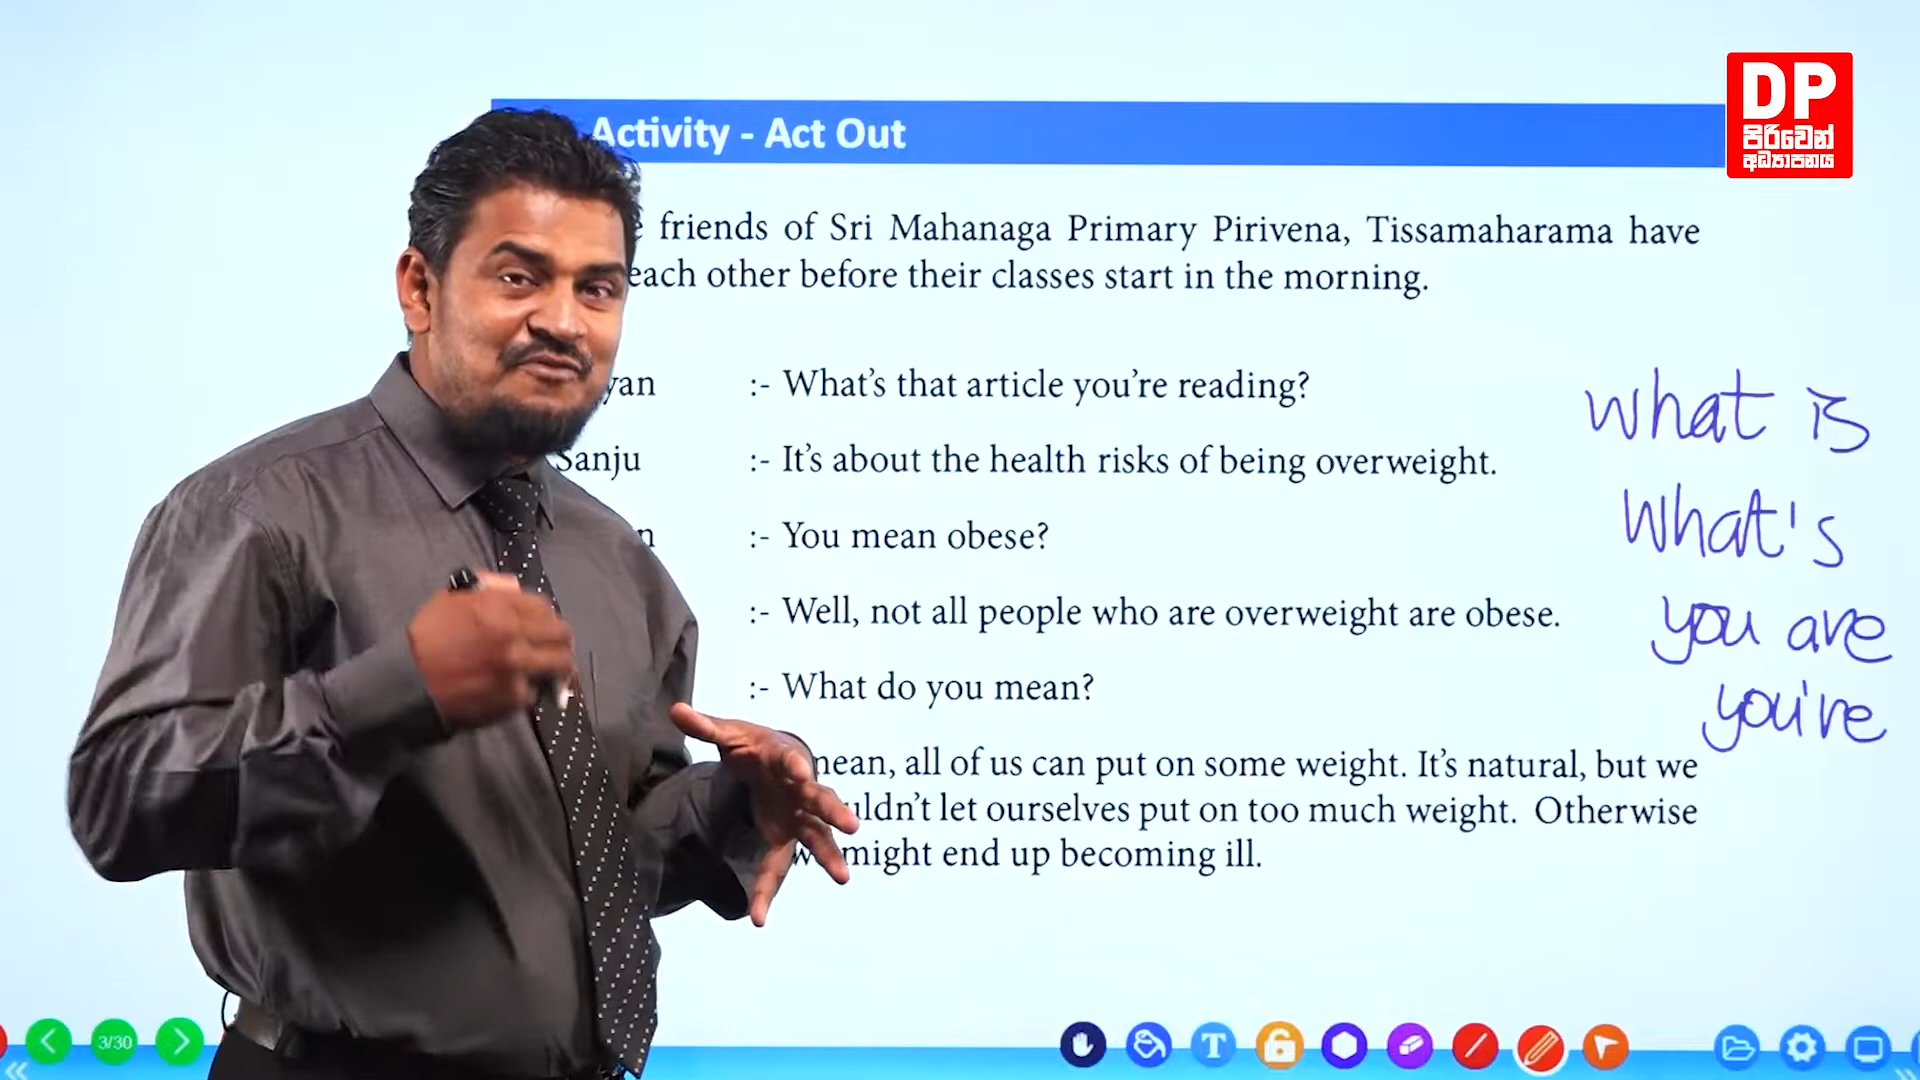 DP
පිරිවෙන්
අධ්‍යාපනය
Activity - Act Out
friends of Sri Mahanaga Primary Pirivena, Tissamaharama have
each other before their classes start in the morning.
:- What's that article you're reading?
Sanju :- It's about the health risks of being overweight.
:- You mean obese?
:- Well, not all people who are overweight are obese.
:- What do you mean?
mean, all of us can put on some weight. It's natural, but we
let ourselves put on too much weight. Otherwise
might end up becoming ill.
what is
what's
you are
you're
3/30
T